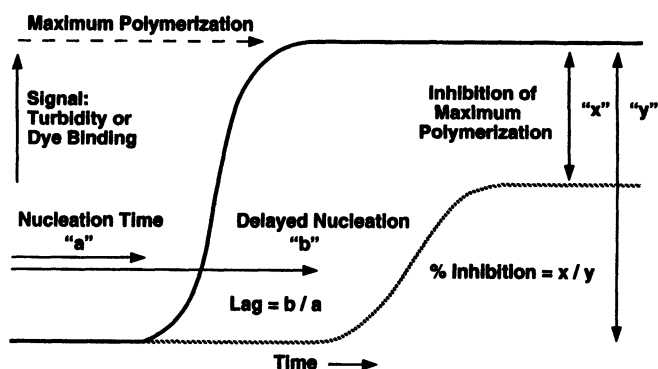 Maximum Polymerization
Signal:
Turbidity or
Dye Binding
Inhibition of
Maximum
Polymerization
"x"
"y"
Nucleation Time
"a"
Delayed Nucleation
"b"
% Inhibition = x / y
Lag = b / a
Time